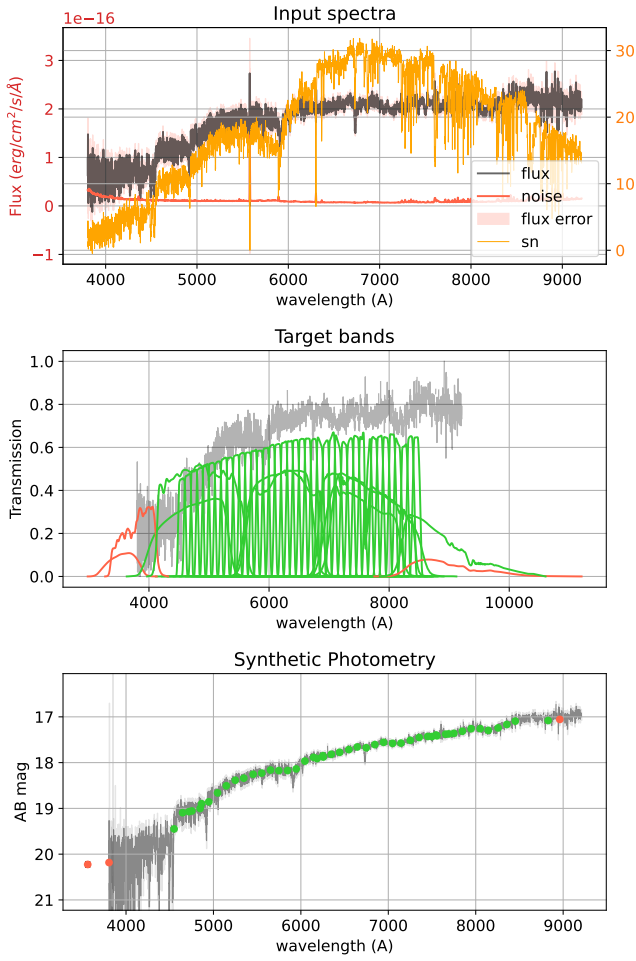 Input spectra
1e−16
3
2
1
0
−1
Flux (erg/cm²/s/Å)
30
20
10
0
flux
noise
flux error
sn
4000 5000 6000 7000 8000 9000
wavelength (A)
Target bands
1.0
0.8
0.6
0.4
0.2
0.0
Transmission
4000 6000 8000 10000
wavelength (A)
Synthetic Photometry
17
18
19
20
21
AB mag
4000 5000 6000 7000 8000 9000
wavelength (A)